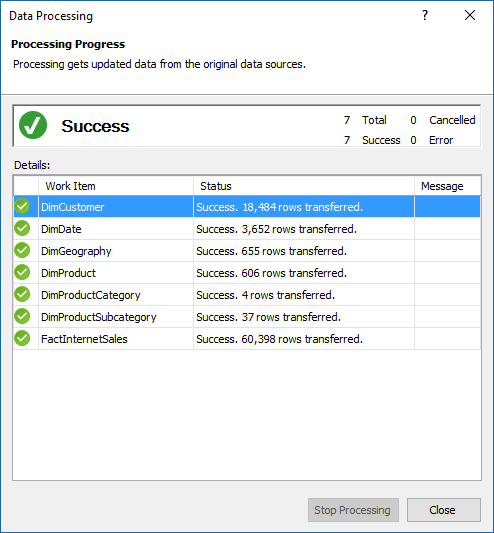 Data Processing ?
Processing Progress
Processing gets updated data from the original data sources.
Success 7 Total 0 Cancelled
7 Success 0 Error
Details:
Work Item Status Message
DimCustomer Success. 18,484 rows transferred.
DimDate Success. 3,652 rows transferred.
DimGeography Success. 655 rows transferred.
DimProduct Success. 606 rows transferred.
DimProductCategory Success. 4 rows transferred.
DimProductSubcategory Success. 37 rows transferred.
FactInternetSales Success. 60,398 rows transferred.
Stop Processing Close